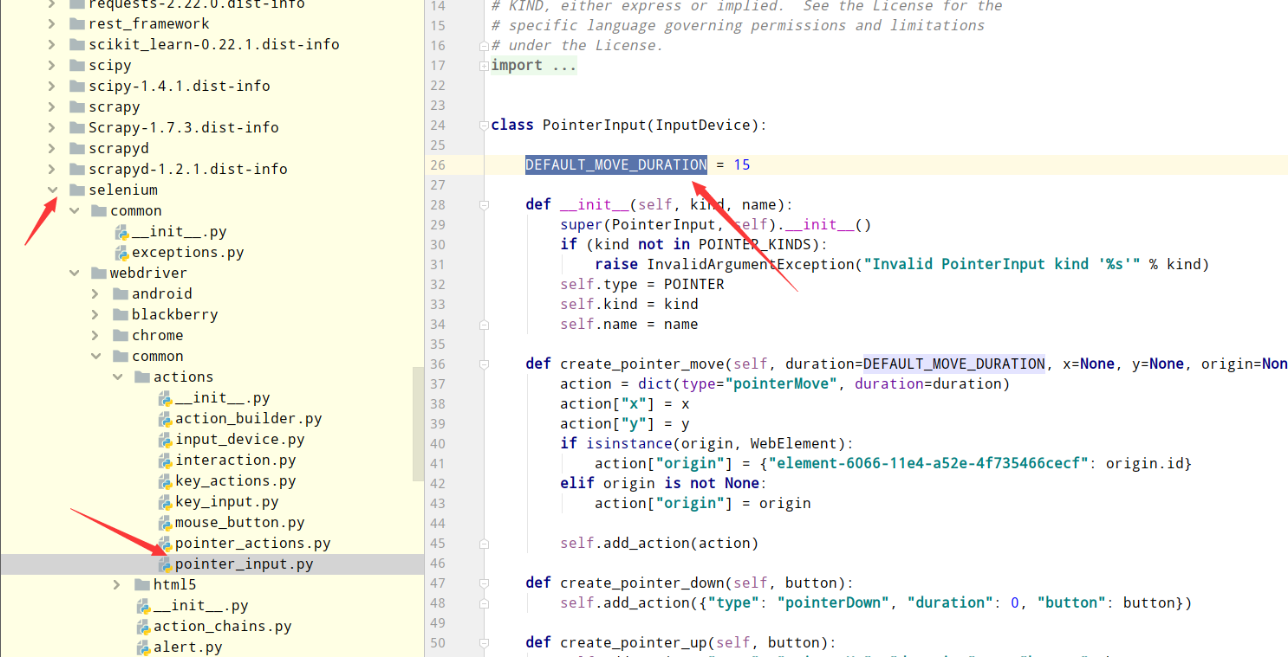 requests-2.22.0.dist-info
rest_framework
scikit_learn-0.22.1.dist-info
scipy
scipy-1.4.1.dist-info
scrapy
Scrapy-1.7.3.dist-info
scrapyd
scrapyd-1.2.1.dist-info
selenium
common
__init__.py
exceptions.py
webdriver
android
blackberry
chrome
common
actions
__init__.py
action_builder.py
input_device.py
interaction.py
key_actions.py
key_input.py
mouse_button.py
pointer_actions.py
pointer_input.py
html5
__init__.py
action_chains.py
alert.py
14 # KIND, either express or implied.  See the License for the
15 # specific language governing permissions and limitations
16 # under the License.
17 import ...
22
23
24 class PointerInput(InputDevice):
25
26     DEFAULT_MOVE_DURATION = 15
27
28     def __init__(self, kind, name):
29         super(PointerInput, self).__init__()
30         if (kind not in POINTER_KINDS):
31             raise InvalidArgumentException("Invalid PointerInput kind '%s'" % kind)
32         self.type = POINTER
33         self.kind = kind
34         self.name = name
35
36     def create_pointer_move(self, duration=DEFAULT_MOVE_DURATION, x=None, y=None, origin=Non
37         action = dict(type="pointerMove", duration=duration)
38         action["x"] = x
39         action["y"] = y
40         if isinstance(origin, WebElement):
41             action["origin"] = {"element-6066-11e4-a52e-4f735466cecf": origin.id}
42         elif origin is not None:
43             action["origin"] = origin
44
45         self.add_action(action)
46
47     def create_pointer_down(self, button):
48         self.add_action({"type": "pointerDown", "duration": 0, "button": button})
49
50     def create_pointer_up(self, button):